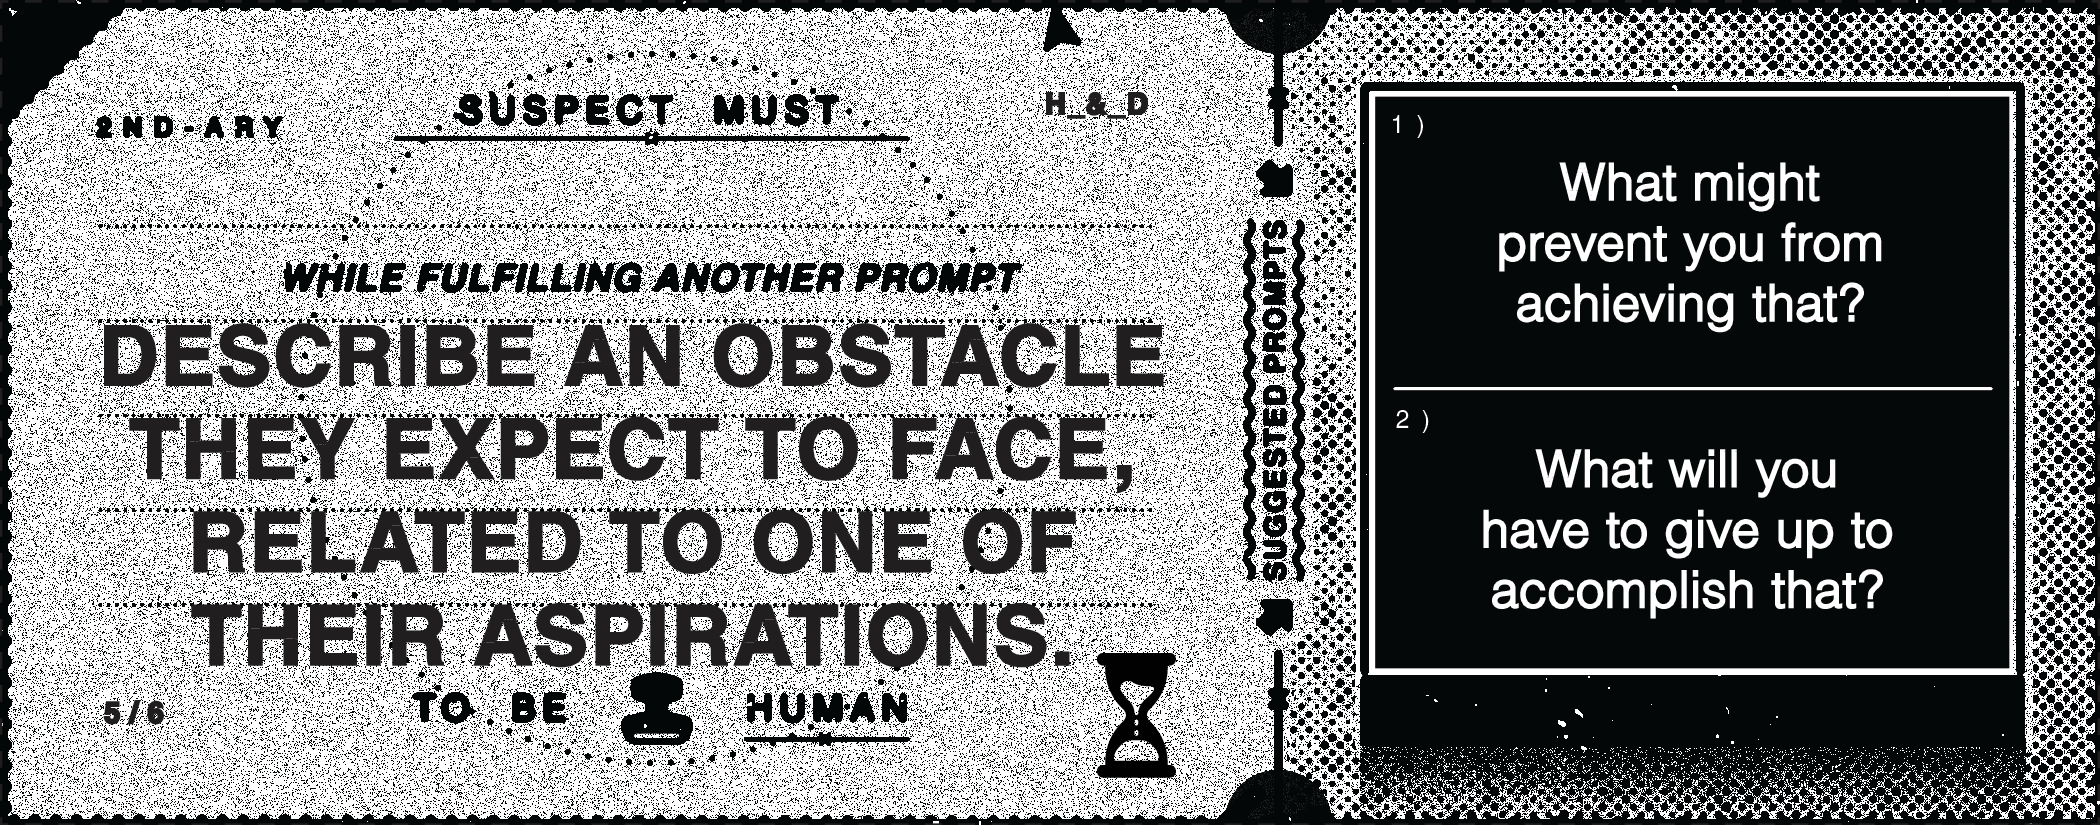 2ND-ARY
SUSPECT MUST
H_&_D
WHILE FULFILLING ANOTHER PROMPT
DESCRIBE AN OBSTACLE
THEY EXPECT TO FACE,
RELATED TO ONE OF
THEIR ASPIRATIONS.
5/6
TO BE HUMAN
SUGGESTED PROMPTS
1 )
What might
prevent you from
achieving that?
2 )
What will you
have to give up to
accomplish that?